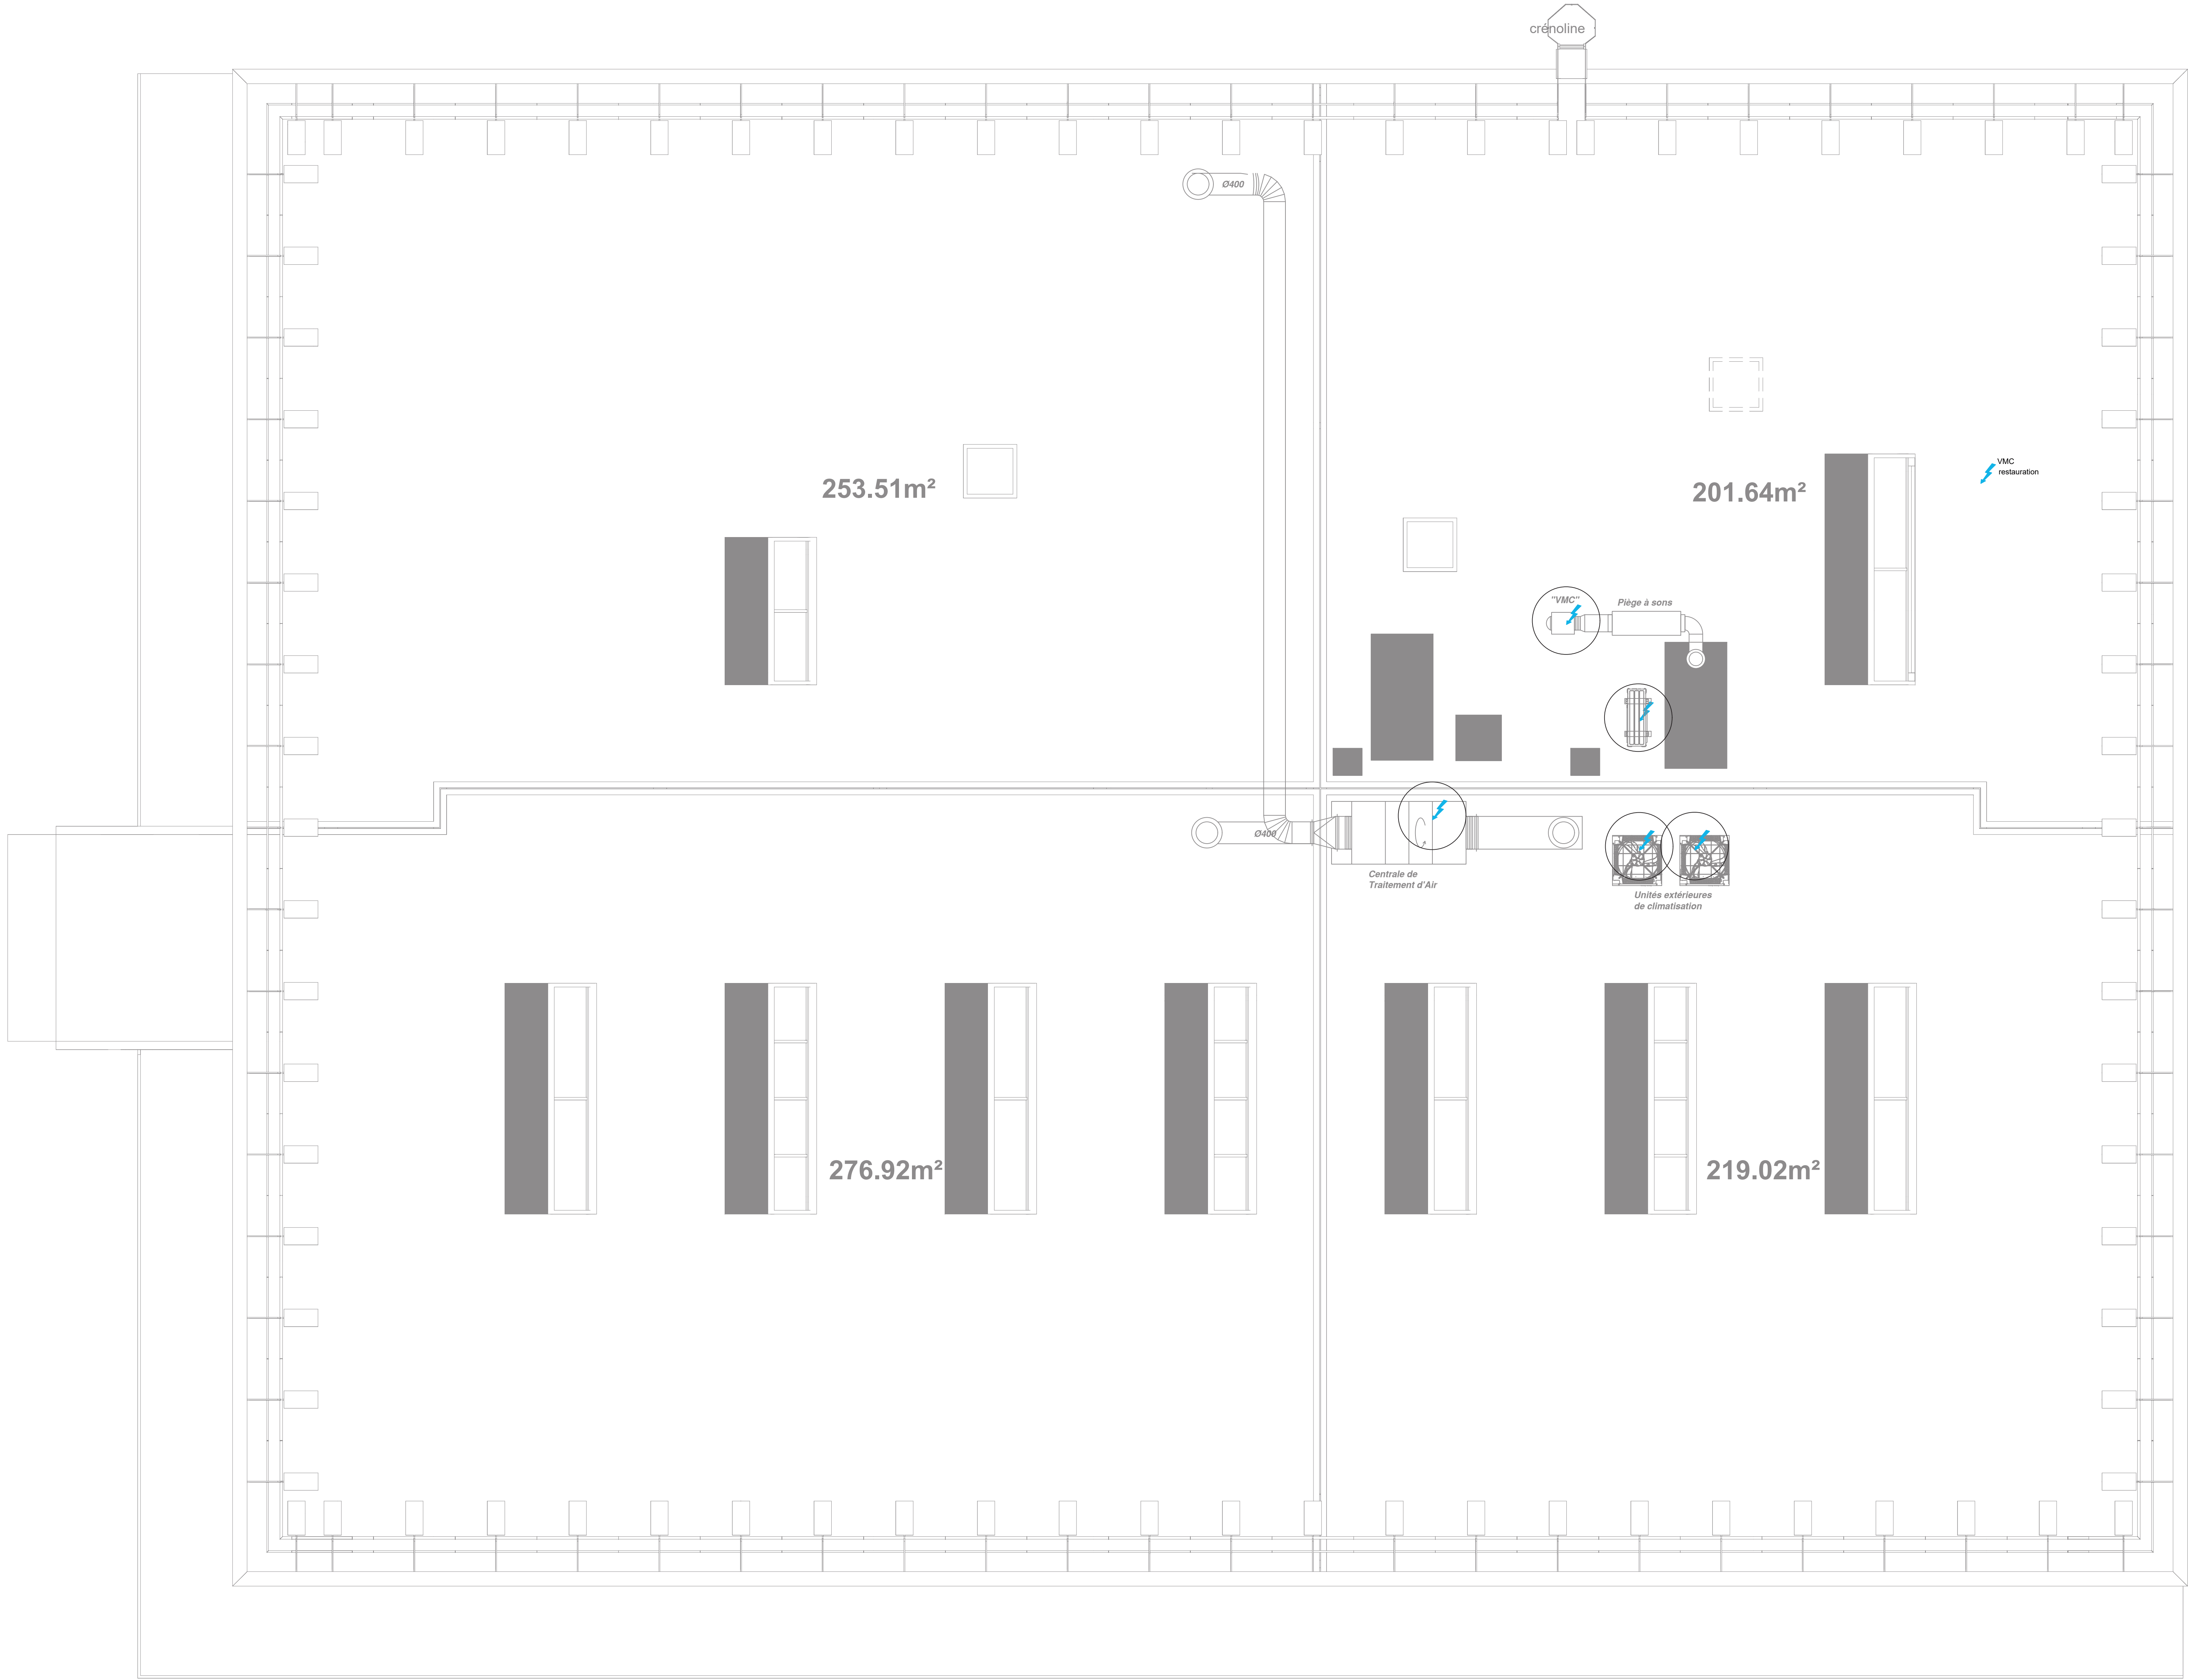 crénoline
Ø400
253.51m²
201.64m²
VMC
restauration
"VMC"
Piège à sons
Ø400
Centrale de
Traitement d'Air
Unités extérieures
de climatisation
276.92m²
219.02m²